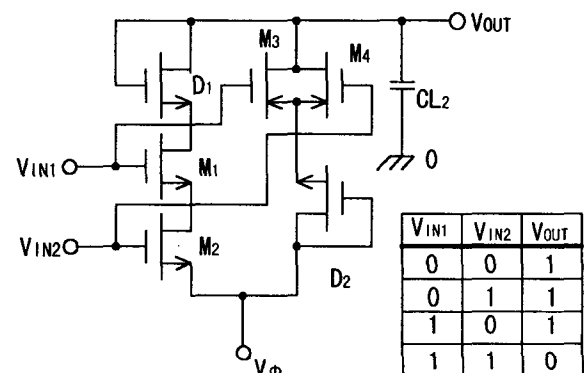 VOUT
M3
M4
D1
CL2
0
VIN1
M1
VIN2
M2
D2
VΦ
VIN1 VIN2 VOUT
0 0 1
0 1 1
1 0 1
1 1 0